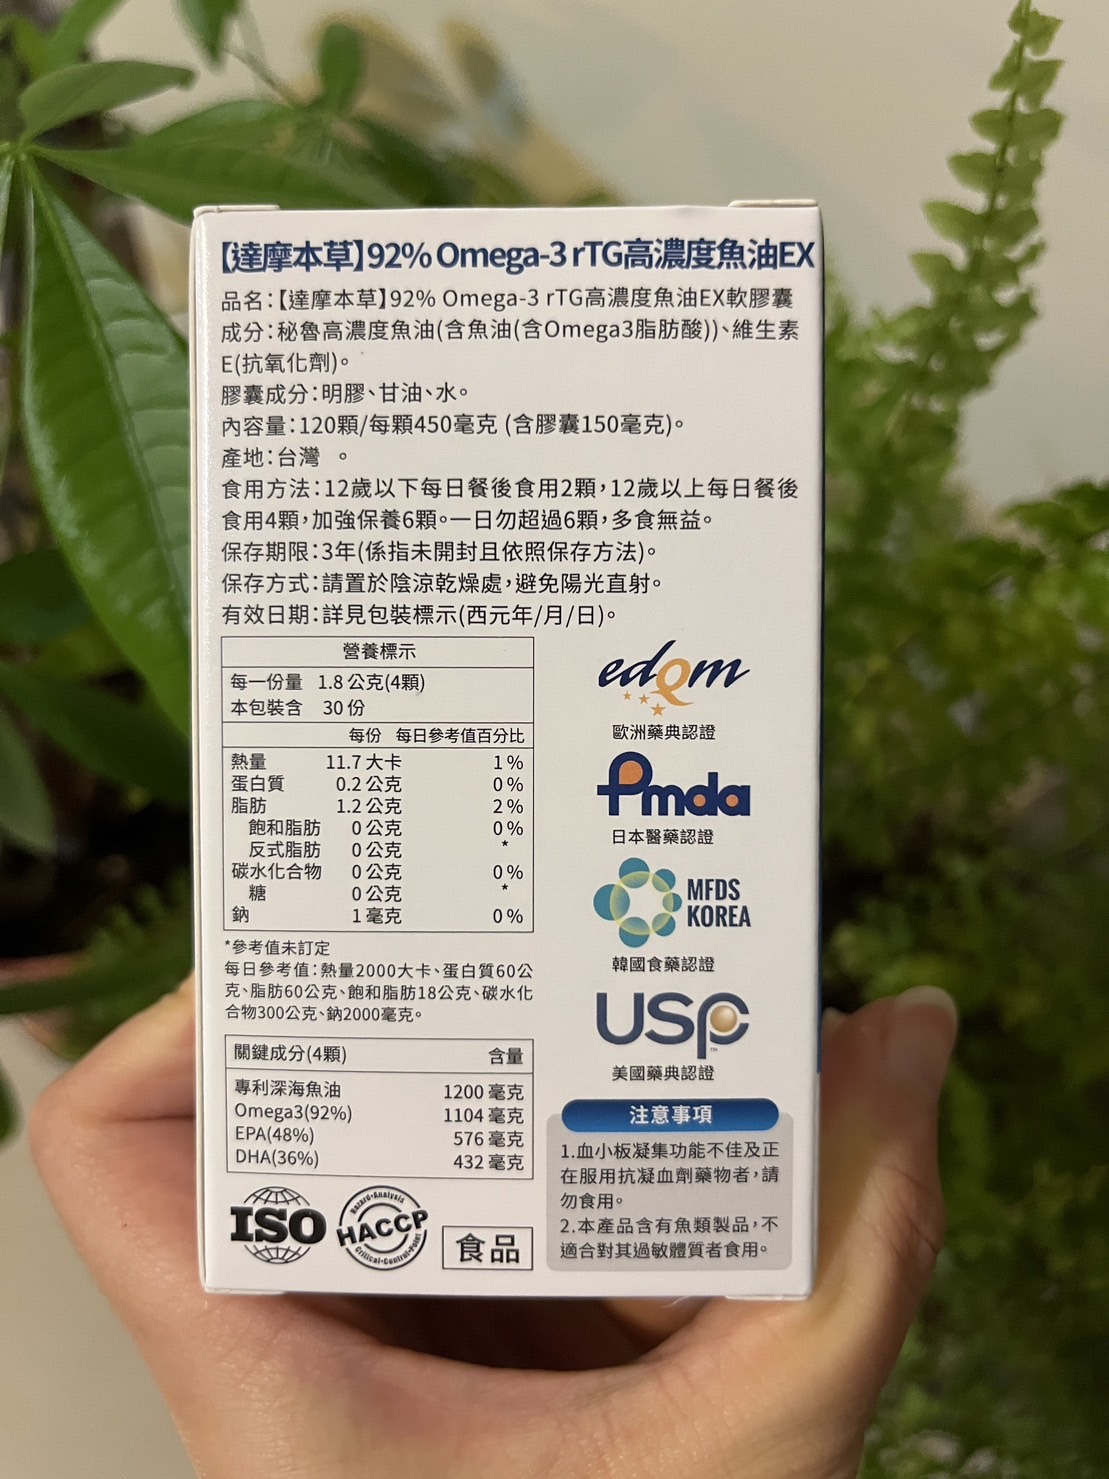 【達摩本草】92% Omega-3 rTG高濃度魚油EX
品名：【達摩本草】92% Omega-3 rTG高濃度魚油EX軟膠囊
成分：秘魯高濃度魚油(含魚油(含Omega3脂肪酸))、維生素
E(抗氧化劑)。
膠囊成分：明膠、甘油、水。
內容量：120顆/每顆450毫克 (含膠囊150毫克)。
產地：台灣 。
食用方法：12歲以下每日餐後食用2顆，12歲以上每日餐後
食用4顆，加強保養6顆。一日勿超過6顆，多食無益。
保存期限：3年(係指未開封且依照保存方法)。
保存方式：請置於陰涼乾燥處，避免陽光直射。
有效日期：詳見包裝標示(西元年/月/日)。
營養標示
每一份量 1.8 公克(4顆)
本包裝含 30 份
每份 每日參考值百分比
熱量 11.7 大卡 1 %
蛋白質 0.2 公克 0 %
脂肪 1.2 公克 2 %
飽和脂肪 0 公克 0 %
反式脂肪 0 公克 *
碳水化合物 0 公克 0 %
糖 0 公克 *
鈉 1 毫克 0 %
*參考值未訂定
每日參考值：熱量2000大卡、蛋白質60公
克、脂肪60公克、飽和脂肪18公克、碳水化
合物300公克、鈉2000毫克。
關鍵成分(4顆) 含量
專利深海魚油 1200 毫克
Omega3(92%) 1104 毫克
EPA(48%) 576 毫克
DHA(36%) 432 毫克
ISO
Hazard·Analysis
HACCP
Critical·Control·Point
食品
edqm
歐洲藥典認證
Pmda
日本醫藥認證
MFDS
KOREA
韓國食藥認證
USP
™
美國藥典認證
注意事項
1.血小板凝集功能不佳及正
在服用抗凝血劑藥物者，請
勿食用。
2.本產品含有魚類製品，不
適合對其過敏體質者食用。